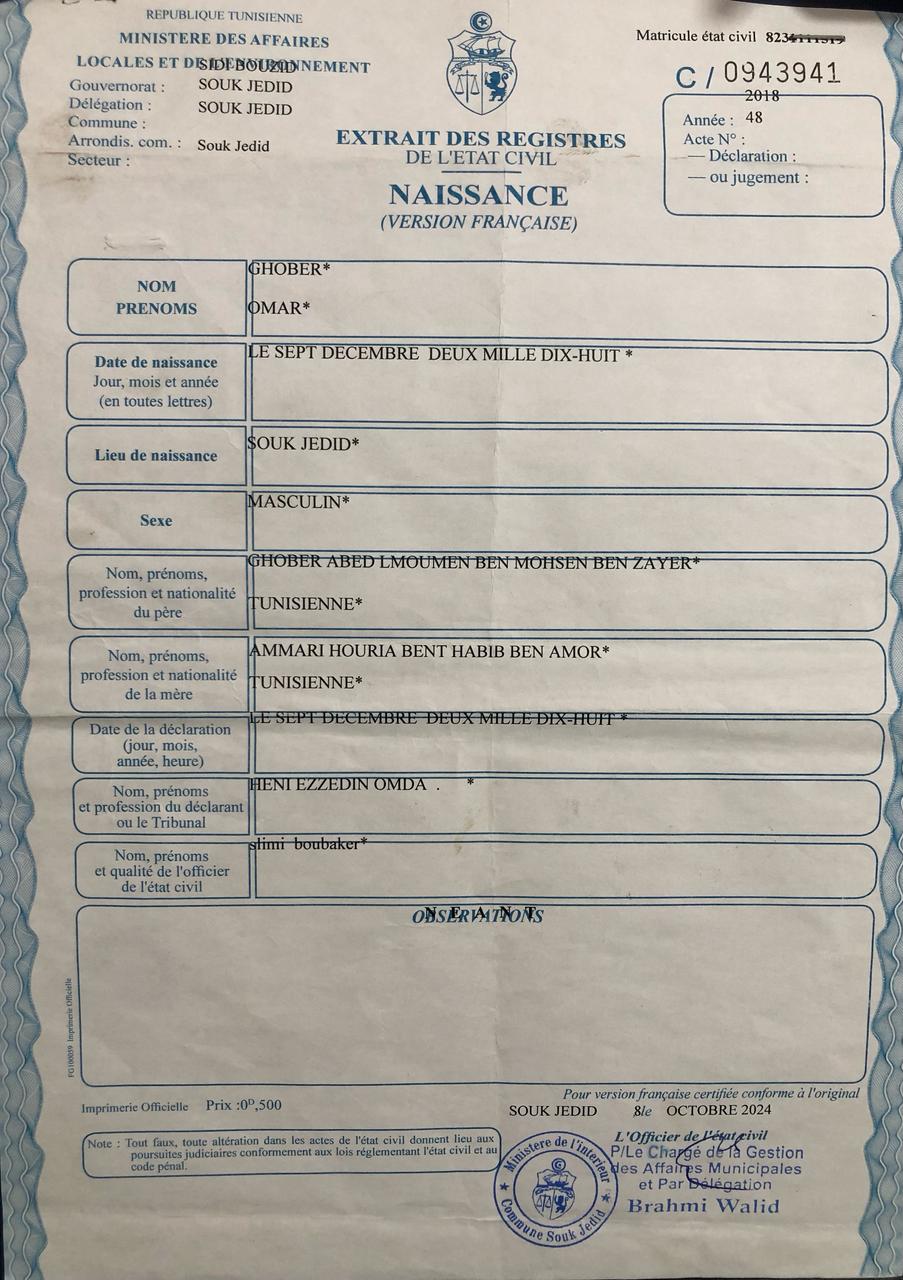 REPUBLIQUE TUNISIENNE
MINISTERE DES AFFAIRES
LOCALES ET DE L'ENVIRONNEMENT
SIDI BOUZID
Gouvernorat : SOUK JEDID
Délégation : SOUK JEDID
Commune :
Arrondis. com. : Souk Jedid
Secteur :
Matricule état civil 823
C / 0943941
2018
Année : 48
Acte N° :
— Déclaration :
— ou jugement :
EXTRAIT DES REGISTRES
DE L'ETAT CIVIL
NAISSANCE
(VERSION FRANÇAISE)
NOM
PRENOMS
GHOBER*
OMAR*
Date de naissance
Jour, mois et année
(en toutes lettres)
LE SEPT DECEMBRE DEUX MILLE DIX-HUIT *
Lieu de naissance
SOUK JEDID*
Sexe
MASCULIN*
Nom, prénoms,
profession et nationalité
du père
GHOBER ABED LMOUMEN BEN MOHSEN BEN ZAYER*
TUNISIENNE*
Nom, prénoms,
profession et nationalité
de la mère
AMMARI HOURIA BENT HABIB BEN AMOR*
TUNISIENNE*
Date de la déclaration
(jour, mois,
année, heure)
LE SEPT DECEMBRE DEUX MILLE DIX-HUIT *
Nom, prénoms
et profession du déclarant
ou le Tribunal
HENI EZZEDIN OMDA . *
Nom, prénoms
et qualité de l'officier
de l'état civil
slimi boubaker*
OBSERVATIONS
N E A N T
FG100059 Imprimerie Officielle
Imprimerie Officielle Prix :0ᴰ,500
Pour version française certifiée conforme à l'original
SOUK JEDID 8le OCTOBRE 2024
Note : Tout faux, toute altération dans les actes de l'état civil donnent lieu aux
poursuites judiciaires conformement aux lois réglementant l'état civil et au
code pénal.
L'Officier de l'état civil
P/Le Chargé de la Gestion
des Affaires Municipales
et Par Délégation
Brahmi Walid
Ministere de l'interieur
Commune Souk Jedid